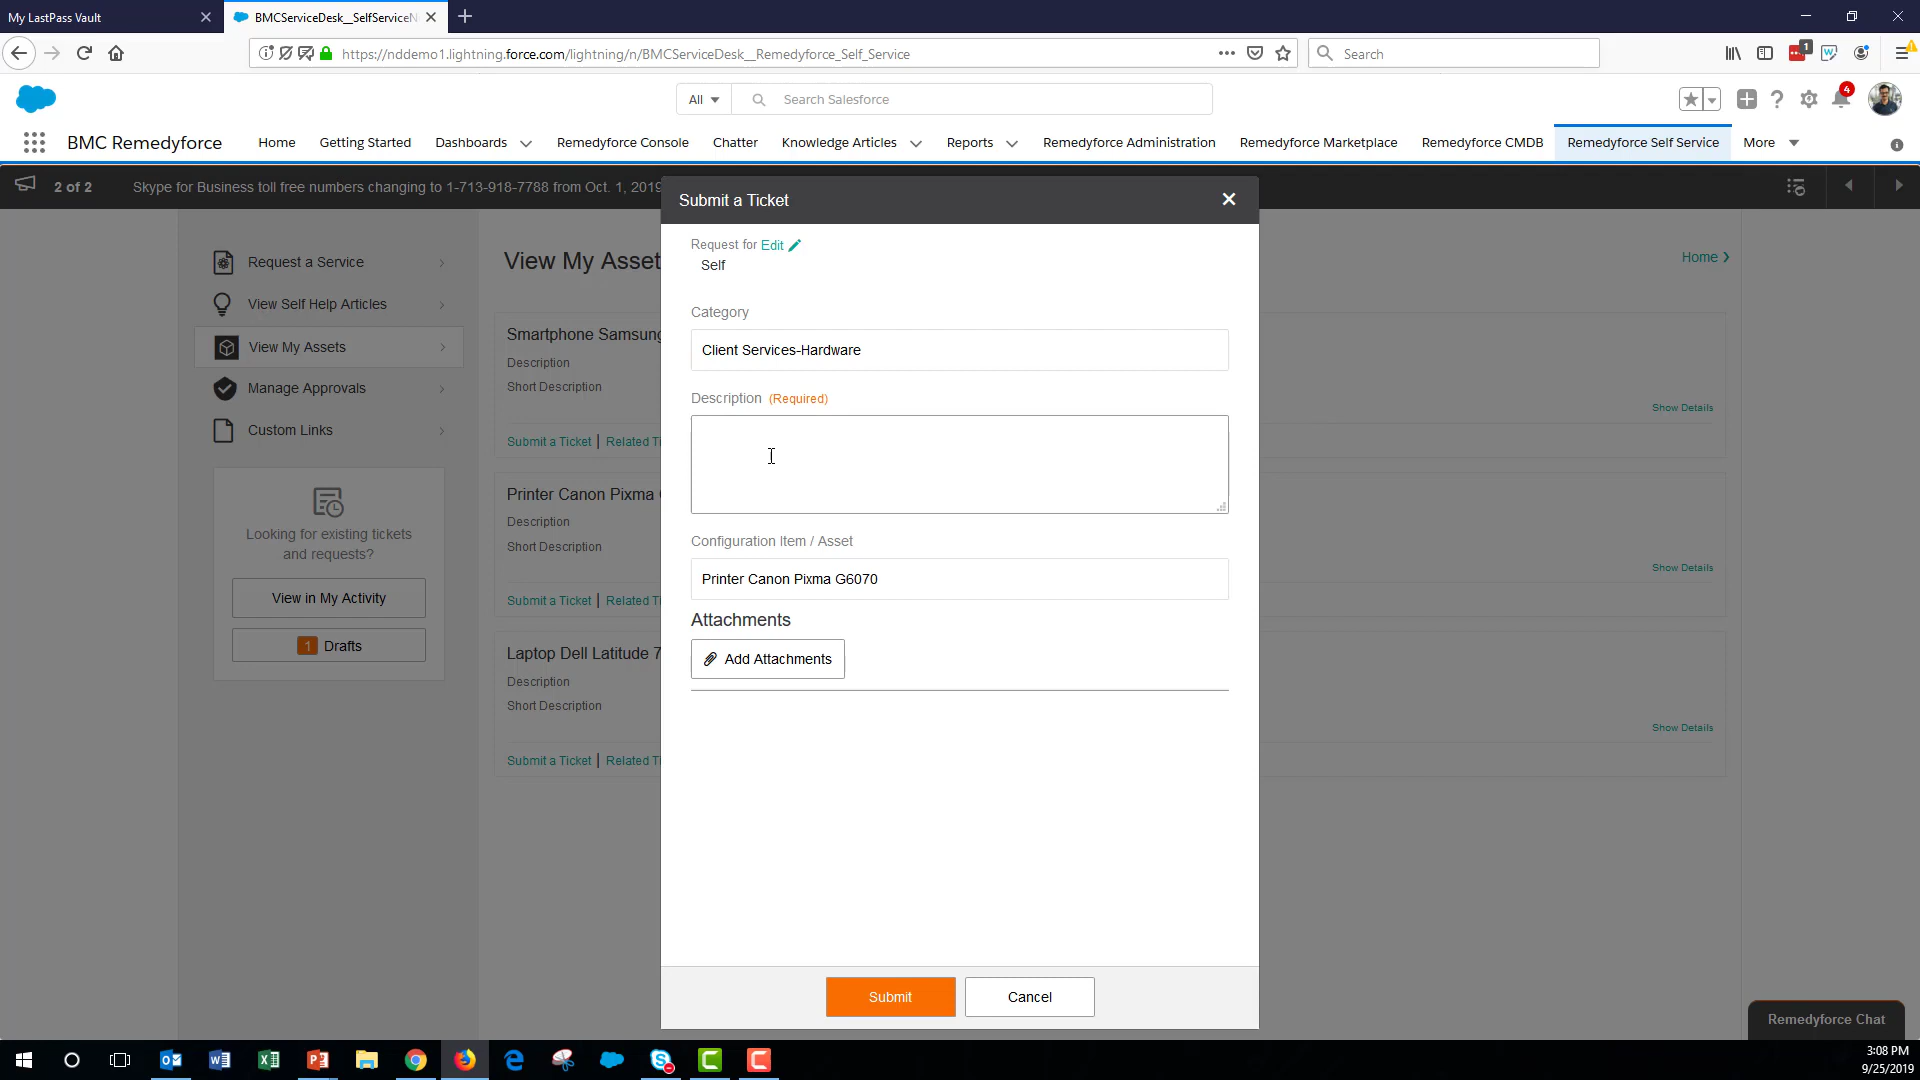 My LastPass Vault
BMCServiceDesk__SelfServiceN
https://nddemo1.lightning.force.com/lightning/n/BMCServiceDesk__Remedyforce_Self_Service
Search
1
All
Search Salesforce
4
BMC Remedyforce
Home
Getting Started
Dashboards
Remedyforce Console
Chatter
Knowledge Articles
Reports
Remedyforce Administration
Remedyforce Marketplace
Remedyforce CMDB
Remedyforce Self Service
More
2 of 2
Skype for Business toll free numbers changing to 1-713-918-7788 from Oct. 1, 2019
Request a Service
View Self Help Articles
View My Assets
Manage Approvals
Custom Links
Looking for existing tickets
and requests?
View in My Activity
1 Drafts
View My Asset
Home
Smartphone Samsung
Description
Short Description
Show Details
Submit a Ticket | Related Ti
Printer Canon Pixma
Description
Short Description
Show Details
Submit a Ticket | Related Ti
Laptop Dell Latitude 7
Description
Short Description
Show Details
Submit a Ticket | Related Ti
Submit a Ticket
Request for Edit
Self
Category
Client Services-Hardware
Description (Required)
Configuration Item / Asset
Printer Canon Pixma G6070
Attachments
Add Attachments
Submit
Cancel
Remedyforce Chat
3:08 PM
9/25/2019